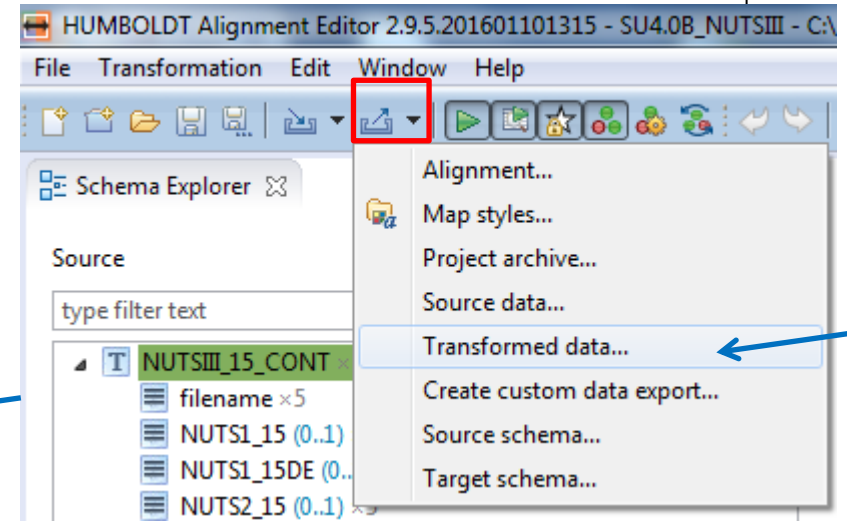 HUMBOLDT Alignment Editor 2.9.5.201601101315 - SU4.0B_NUTSIII - C:\
File Transformation Edit Window Help
Schema Explorer
Source
type filter text
NUTSIII_15_CONT ×
filename ×5
NUTS1_15 (0..1)
NUTS1_15DE (0..
NUTS2_15 (0..1) ×5
Alignment...
Map styles...
Project archive...
Source data...
Transformed data...
Create custom data export...
Source schema...
Target schema...